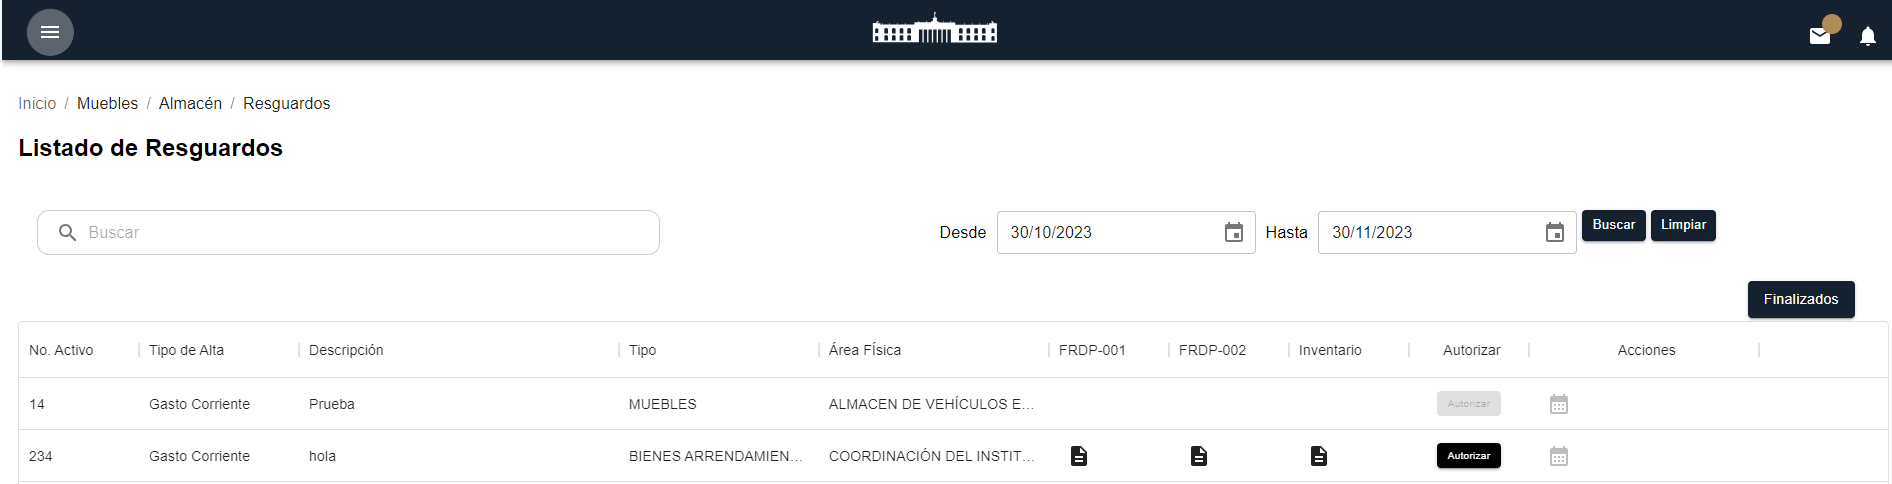 Inicio / Muebles / Almacén / Resguardos
Listado de Resguardos
Buscar
Desde 30/10/2023 Hasta 30/11/2023 Buscar Limpiar
Finalizados
No. Activo Tipo de Alta Descripción Tipo Área Física FRDP-001 FRDP-002 Inventario Autorizar Acciones
14 Gasto Corriente Prueba MUEBLES ALMACEN DE VEHÍCULOS E... Autorizar
234 Gasto Corriente hola BIENES ARRENDAMIEN... COORDINACIÓN DEL INSTIT... Autorizar